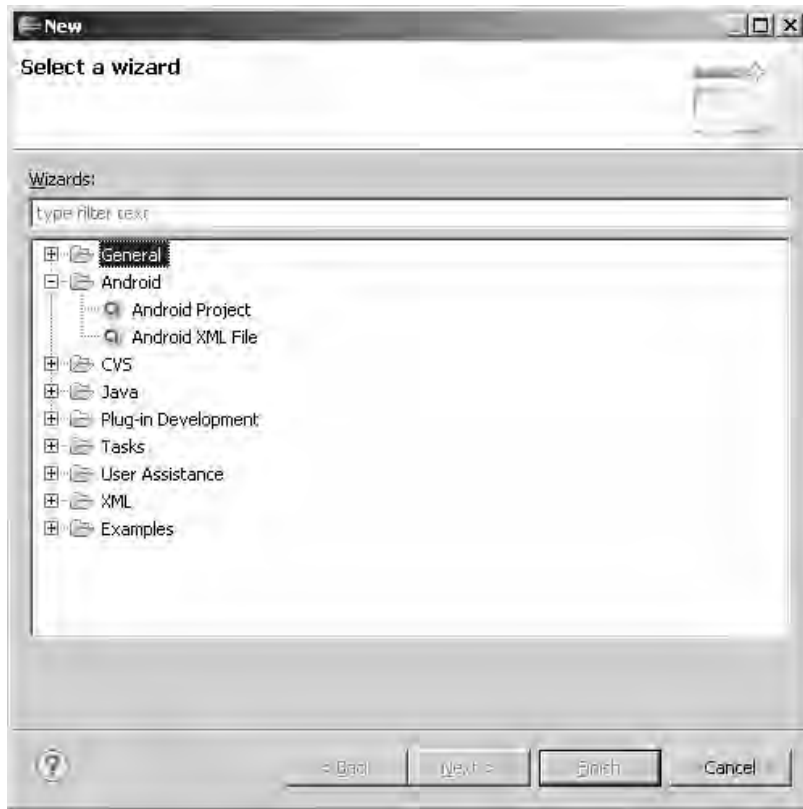 New
Select a wizard
Wizards:
type filter text
General
Android
Android Project
Android XML File
CVS
Java
Plug-in Development
Tasks
User Assistance
XML
Examples
< Back Next > Finish Cancel